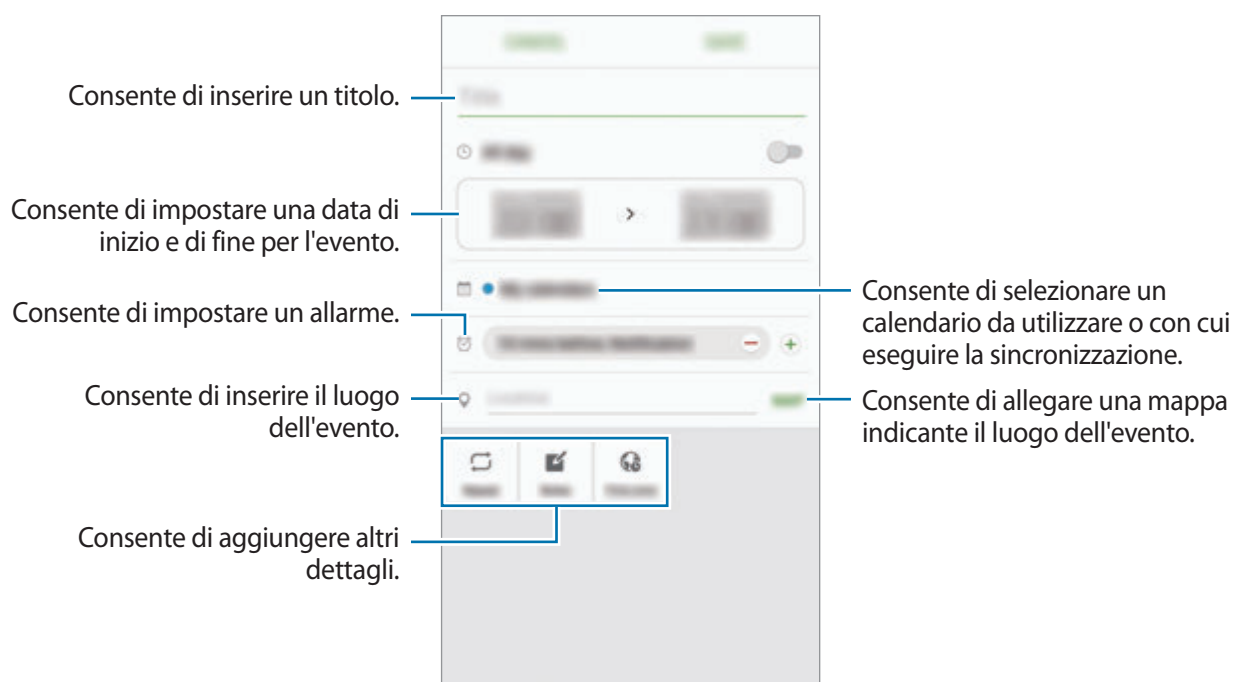 Consente di inserire un titolo.
Consente di impostare una data di
inizio e di fine per l'evento.
Consente di impostare un allarme.
Consente di inserire il luogo
dell'evento.
Consente di aggiungere altri
dettagli.
Consente di selezionare un
calendario da utilizzare o con cui
eseguire la sincronizzazione.
Consente di allegare una mappa
indicante il luogo dell'evento.